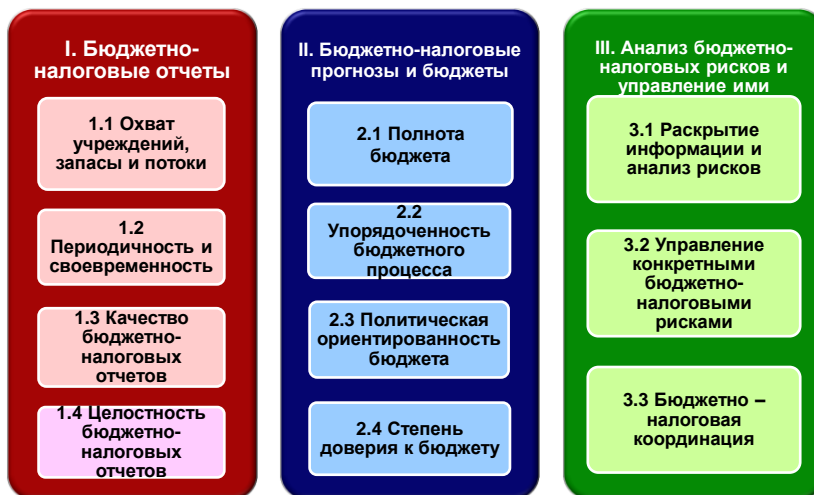 I. Бюджетно-
налоговые отчеты
1.1 Охват
учреждений,
запасы и потоки
1.2
Периодичность и
своевременность
1.3 Качество
бюджетно-
налоговых
отчетов
1.4 Целостность
бюджетно-
налоговых
отчетов
II. Бюджетно-налоговые
прогнозы и бюджеты
2.1 Полнота
бюджета
2.2
Упорядоченность
бюджетного
процесса
2.3 Политическая
ориентированность
бюджета
2.4 Степень
доверия к бюджету
III. Анализ бюджетно-
налоговых рисков и
управление ими
3.1 Раскрытие
информации и
анализ рисков
3.2 Управление
конкретными
бюджетно-
налоговыми
рисками
3.3 Бюджетно –
налоговая
координация